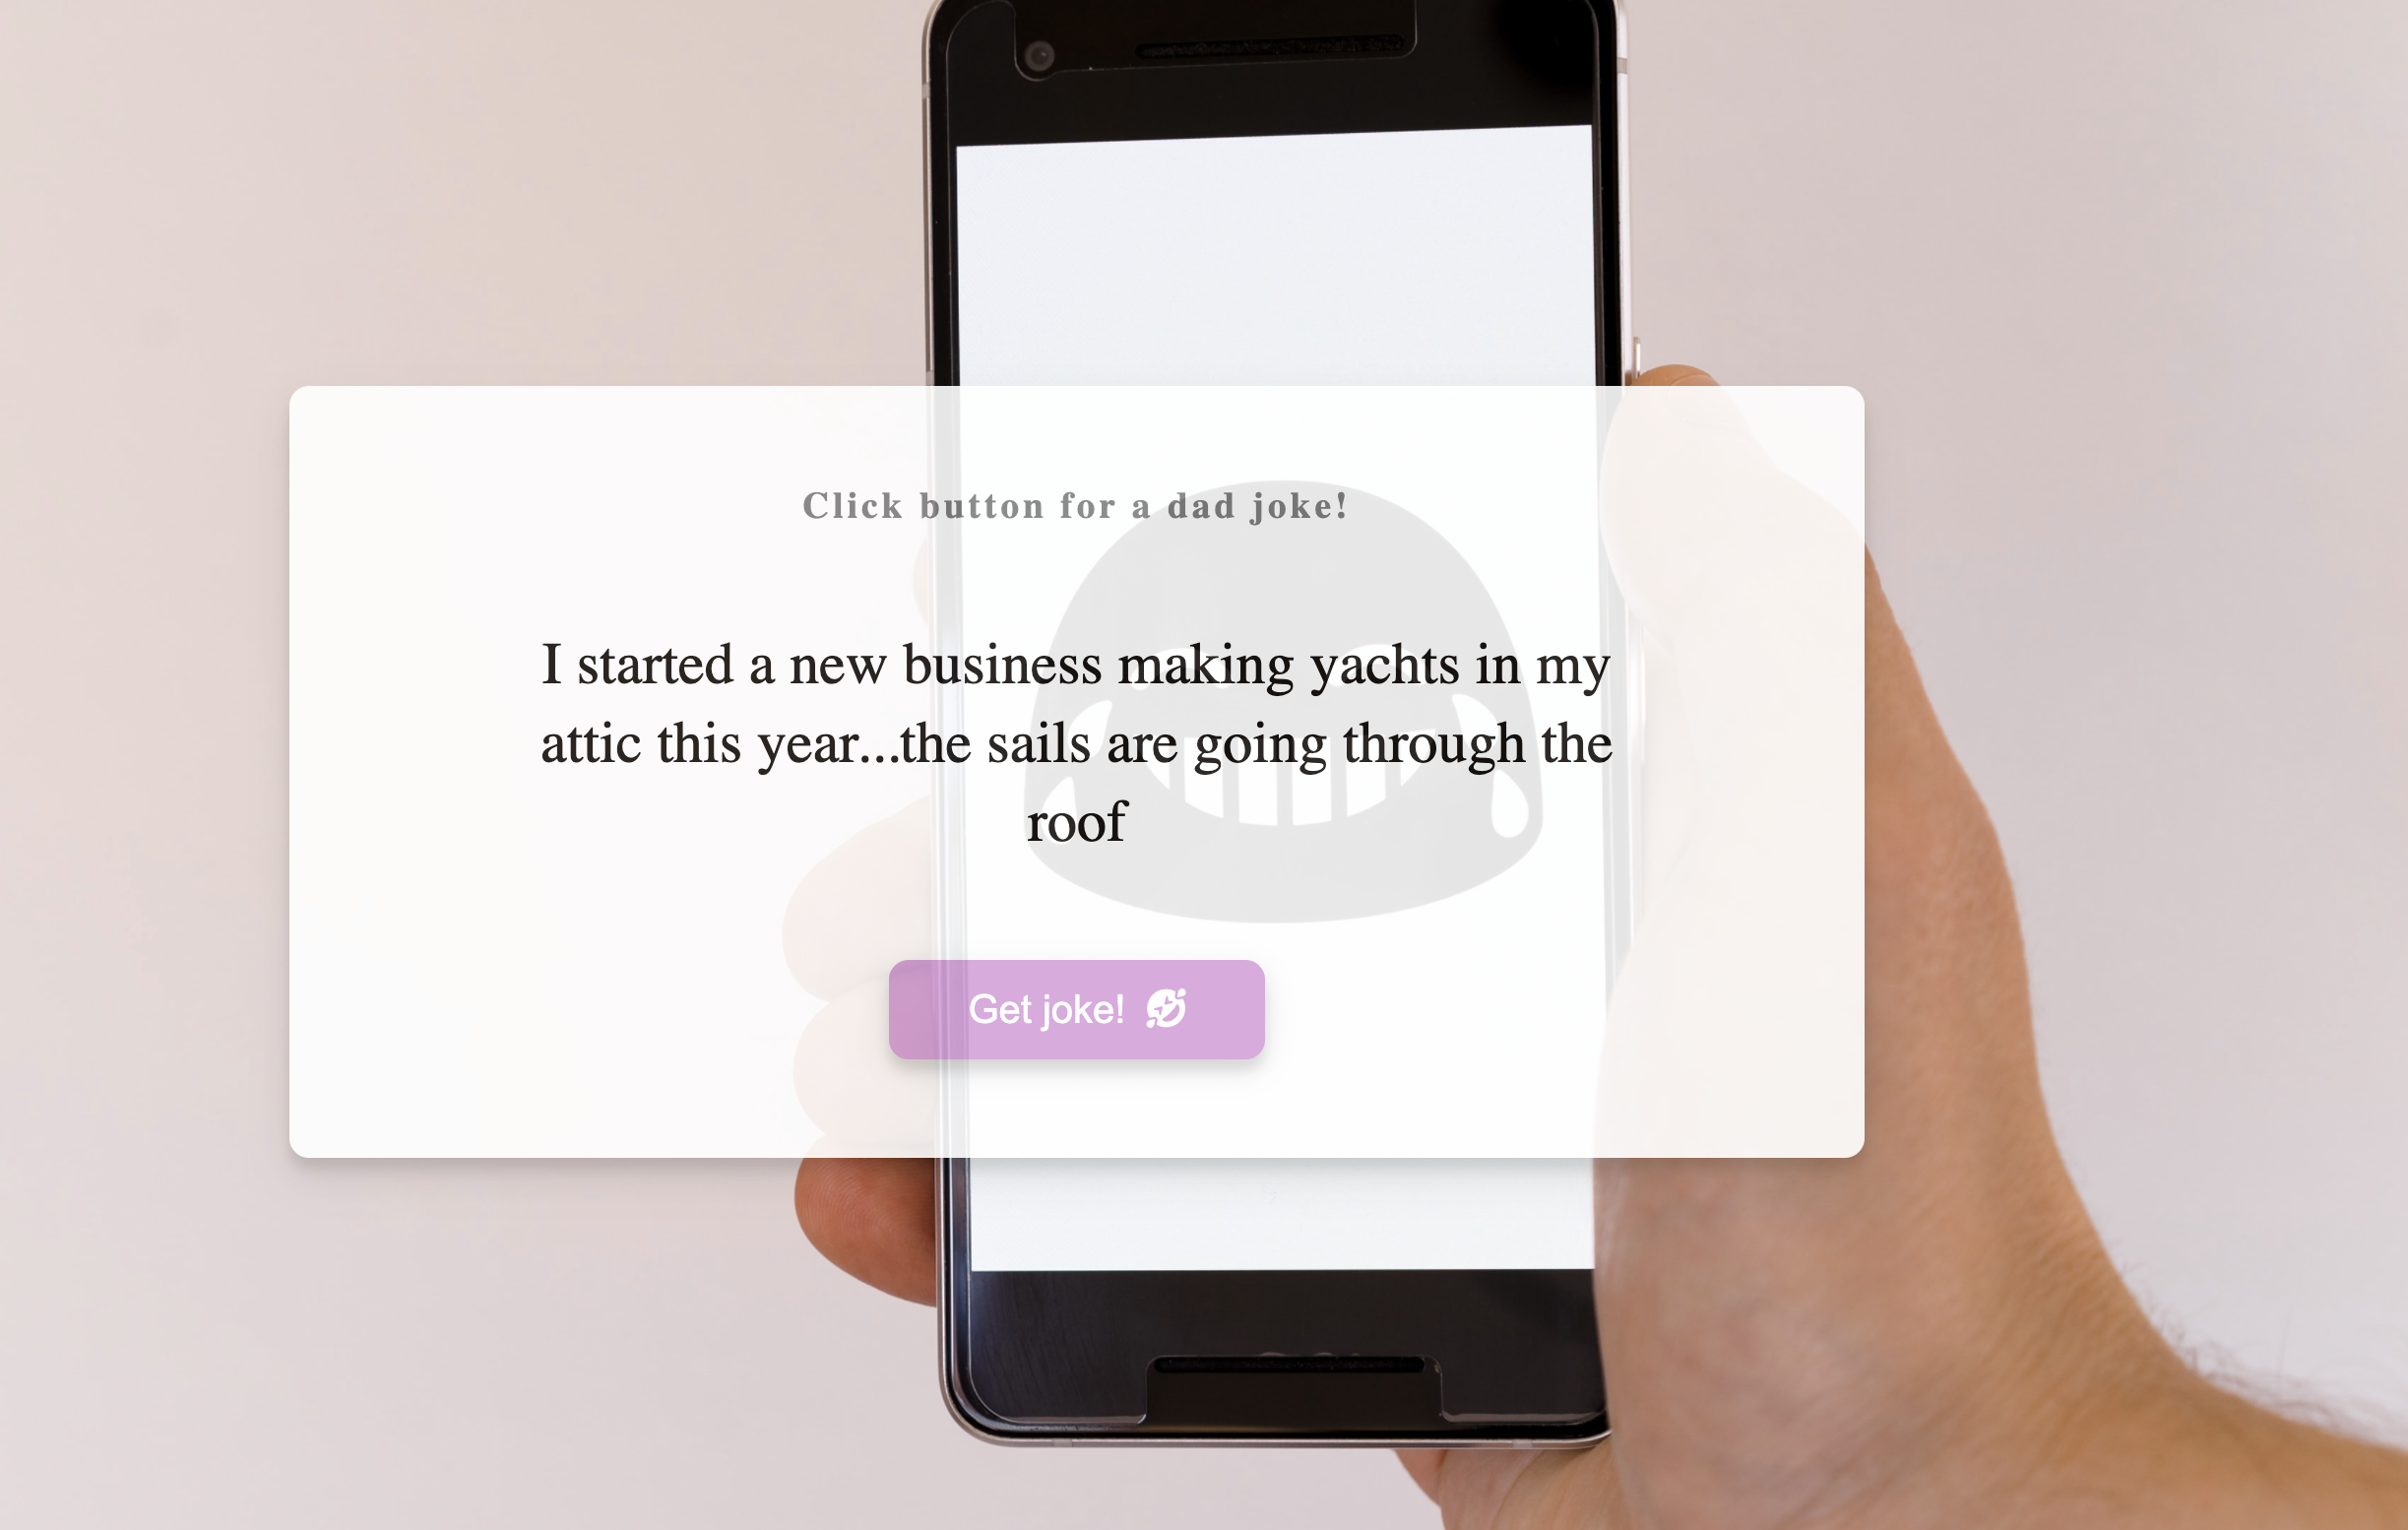 Click button for a dad joke!
I started a new business making yachts in my
attic this year...the sails are going through the
roof
Get joke!